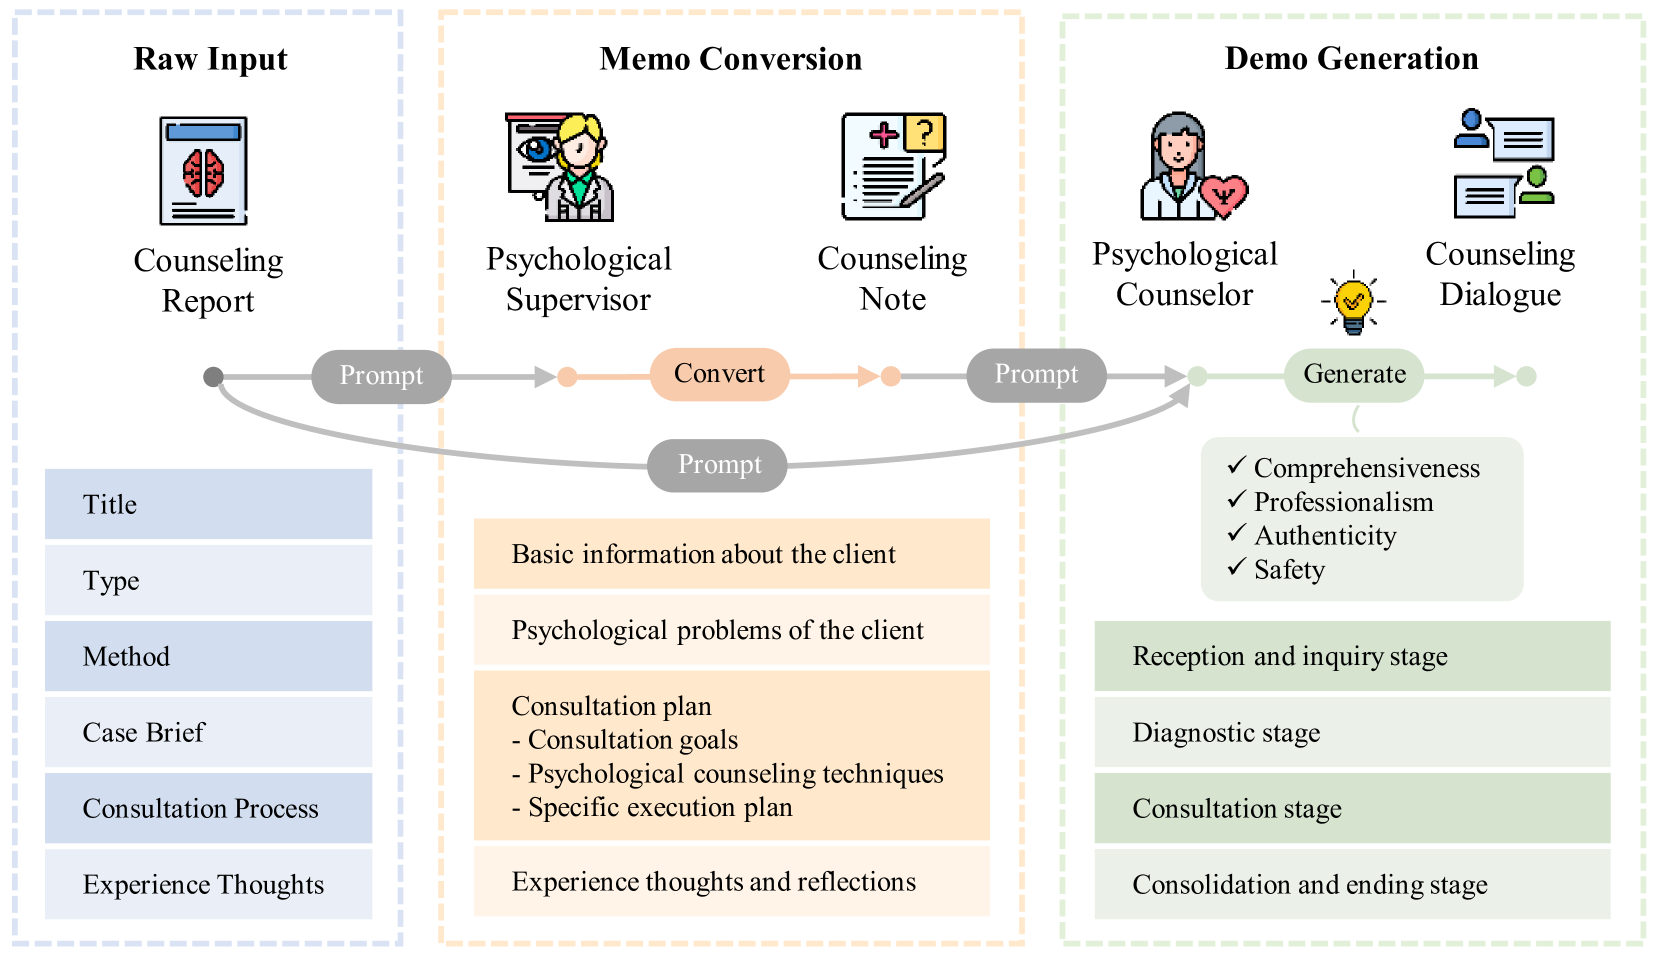 Raw Input
Counseling
Report
Prompt
Title
Type
Method
Case Brief
Consultation Process
Experience Thoughts
Memo Conversion
Psychological
Supervisor
Counseling
Note
Convert
Prompt
Prompt
Basic information about the client
Psychological problems of the client
Consultation plan
- Consultation goals
- Psychological counseling techniques
- Specific execution plan
Experience thoughts and reflections
Demo Generation
Psychological
Counselor
Counseling
Dialogue
Generate
✓ Comprehensiveness
✓ Professionalism
✓ Authenticity
✓ Safety
Reception and inquiry stage
Diagnostic stage
Consultation stage
Consolidation and ending stage